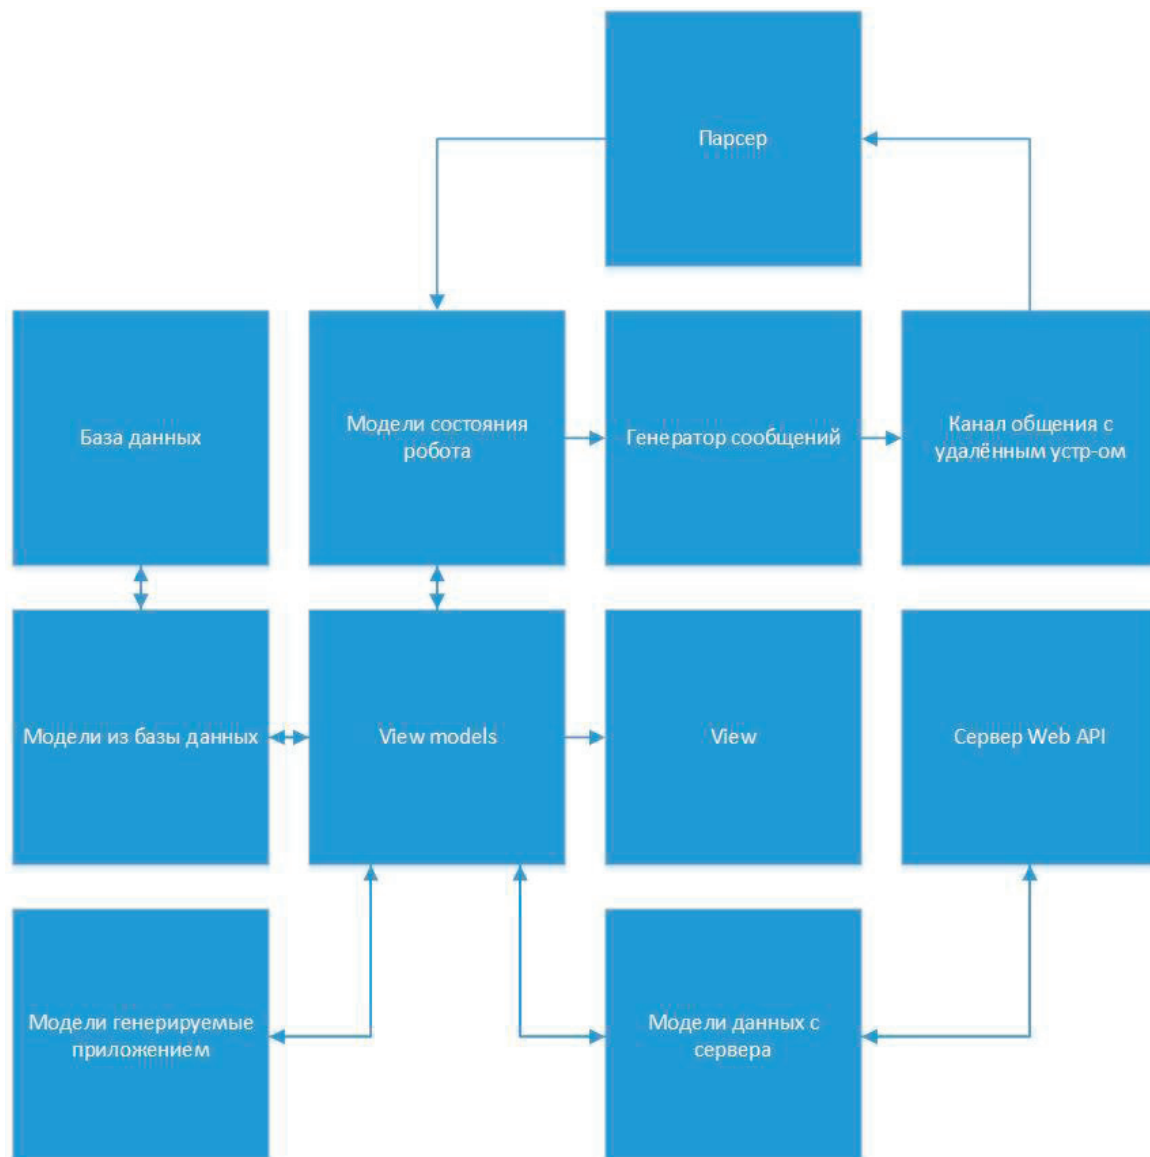 Парсер
База данных
Модели состояния
робота
Генератор сообщений
Канал общения с
удалённым устр-ом
Модели из базы данных
View models
View
Сервер Web API
Модели генерируемые
приложением
Модели данных с
сервера